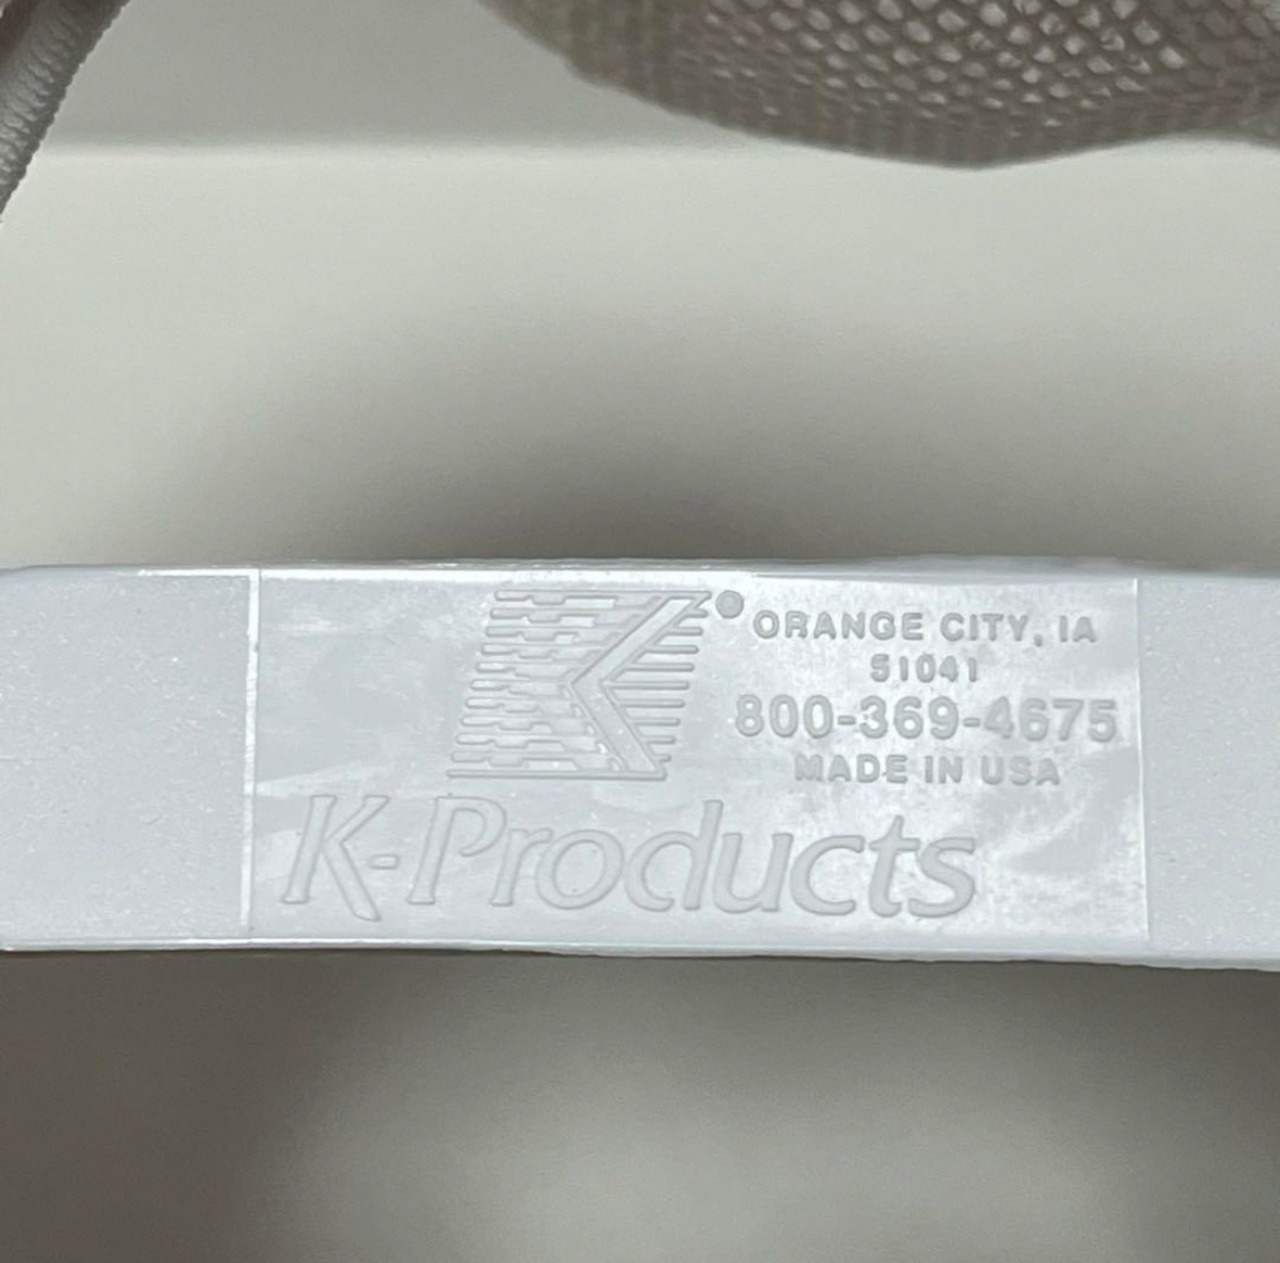 ORANGE CITY, IA
51041
800-369-4675
MADE IN USA
K-Products